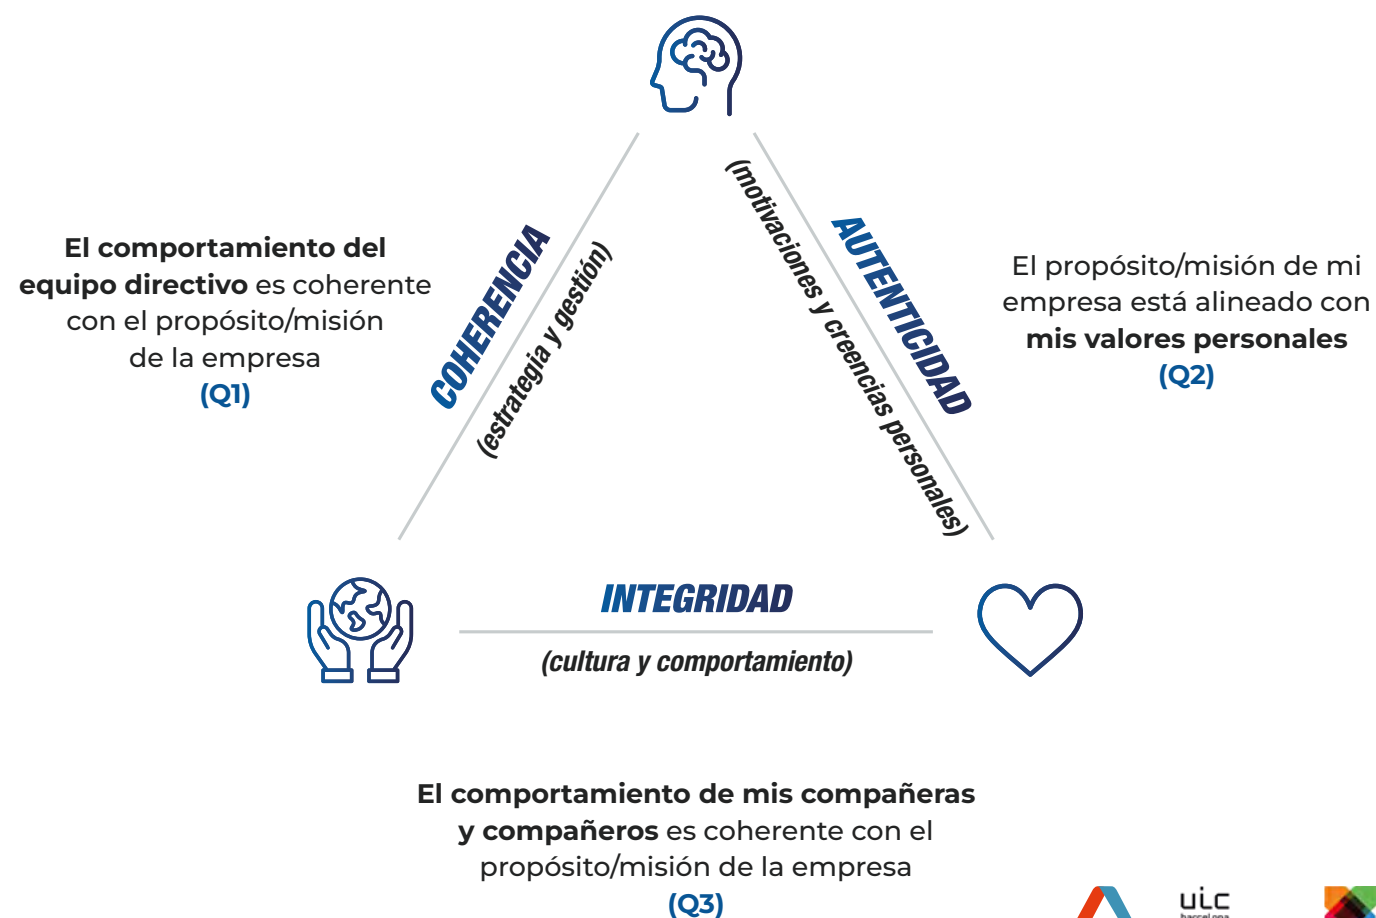 El comportamiento del
equipo directivo es coherente
con el propósito/misión
de la empresa
(Q1)
COHERENCIA
(estrategia y gestión)
(motivaciones y creencias personales)
AUTENTICIDAD
El propósito/misión de mi
empresa está alineado con
mis valores personales
(Q2)
INTEGRIDAD
(cultura y comportamiento)
El comportamiento de mis compañeras
y compañeros es coherente con el
propósito/misión de la empresa
(Q3)
uic
barcelona